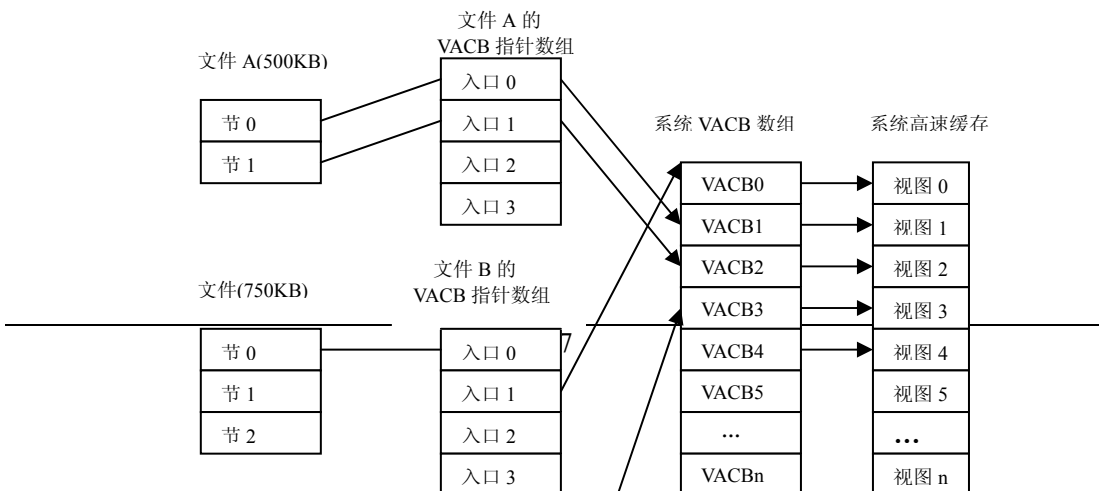 文件 A 的
VACB 指针数组
文件 A(500KB)
节 0
节 1
入口 0
入口 1
入口 2
入口 3
系统 VACB 数组
系统高速缓存
VACB0
VACB1
VACB2
VACB3
VACB4
VACB5
...
VACBn
视图 0
视图 1
视图 2
视图 3
视图 4
视图 5
...
视图 n
文件 B 的
VACB 指针数组
文件(750KB)
节 0
节 1
节 2
入口 0
入口 1
入口 2
入口 3